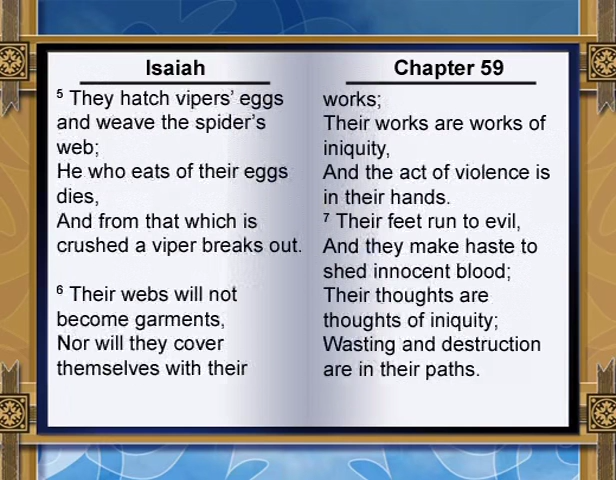 Isaiah
⁵ They hatch vipers’ eggs
and weave the spider’s
web;
He who eats of their eggs
dies,
And from that which is
crushed a viper breaks out.
⁶ Their webs will not
become garments,
Nor will they cover
themselves with their
Chapter 59
works;
Their works are works of
iniquity,
And the act of violence is
in their hands.
⁷ Their feet run to evil,
And they make haste to
shed innocent blood;
Their thoughts are
thoughts of iniquity;
Wasting and destruction
are in their paths.